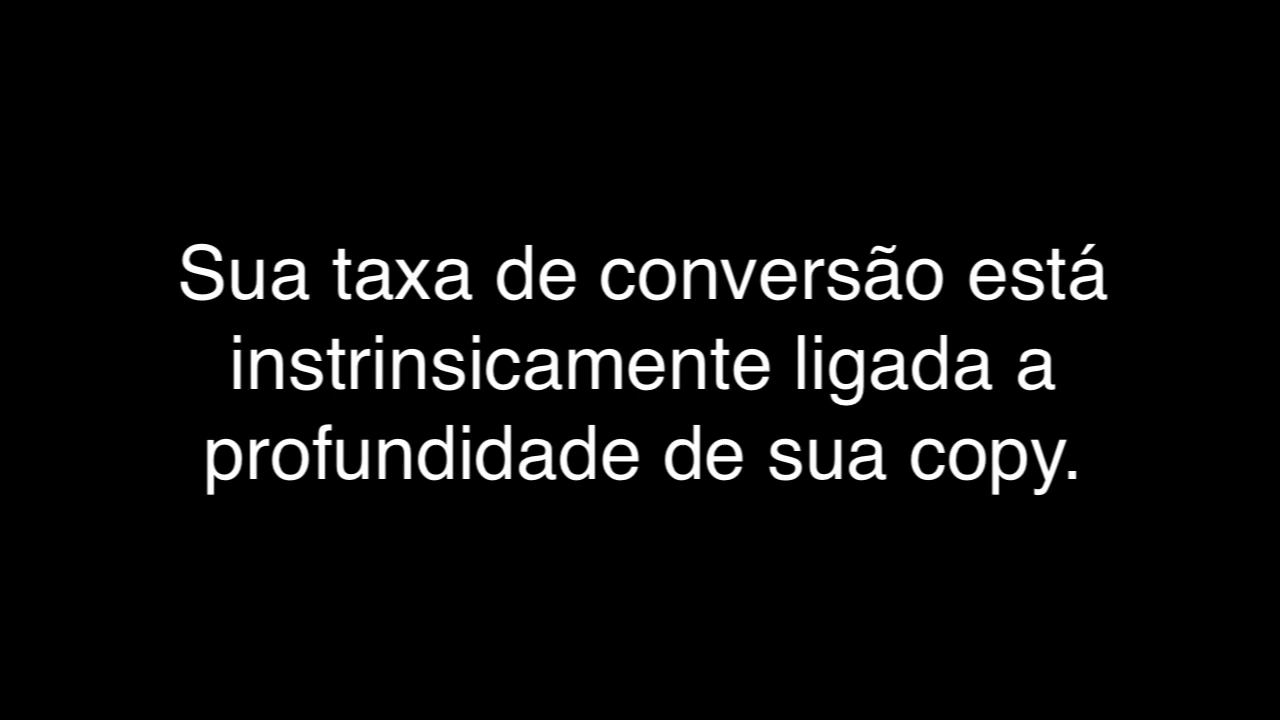 Sua taxa de conversão está
instrinsicamente ligada a
profundidade de sua copy.